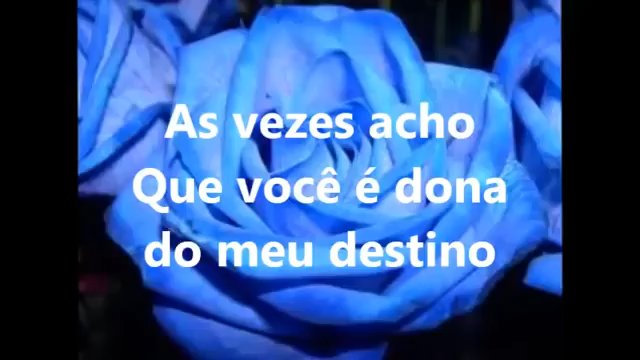 As vezes acho
Que você é dona
do meu destino